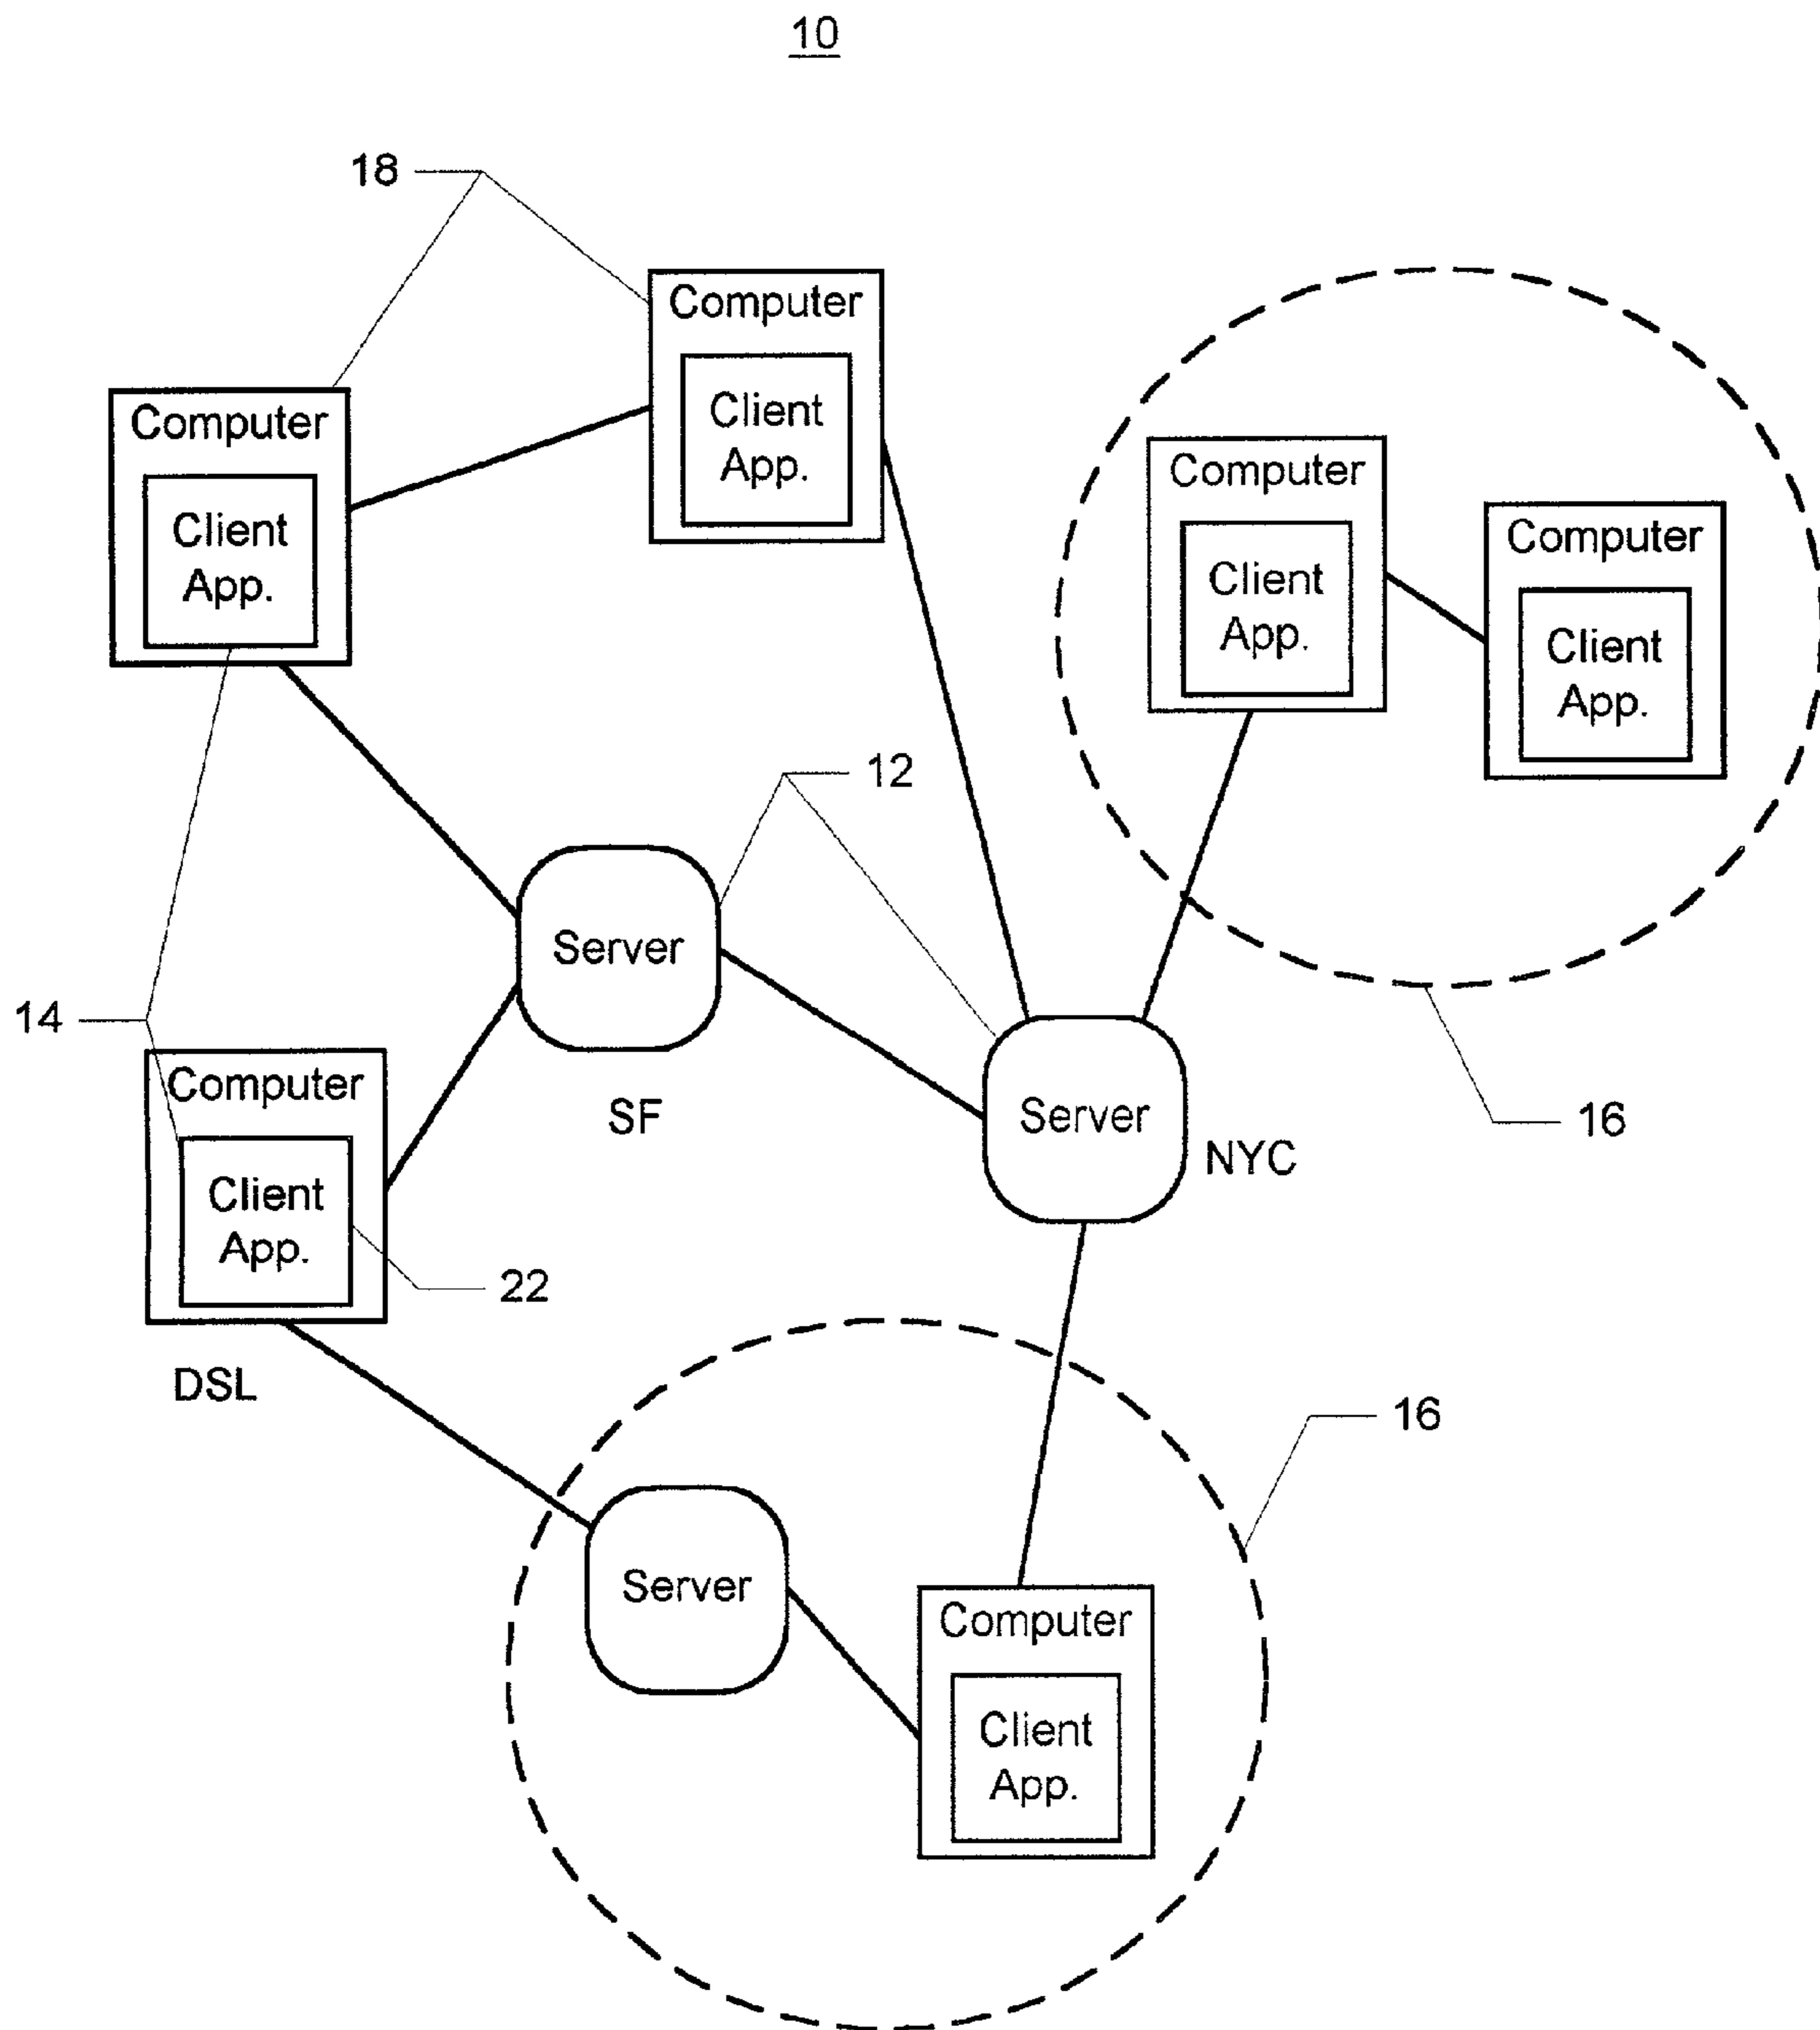 10
18
Computer
Client
App.
Computer
Client
App.
Computer
Client
App.
Computer
Client
App.
12
Server
SF
14
Computer
Client
App.
22
DSL
Server
NYC
16
16
Server
Computer
Client
App.